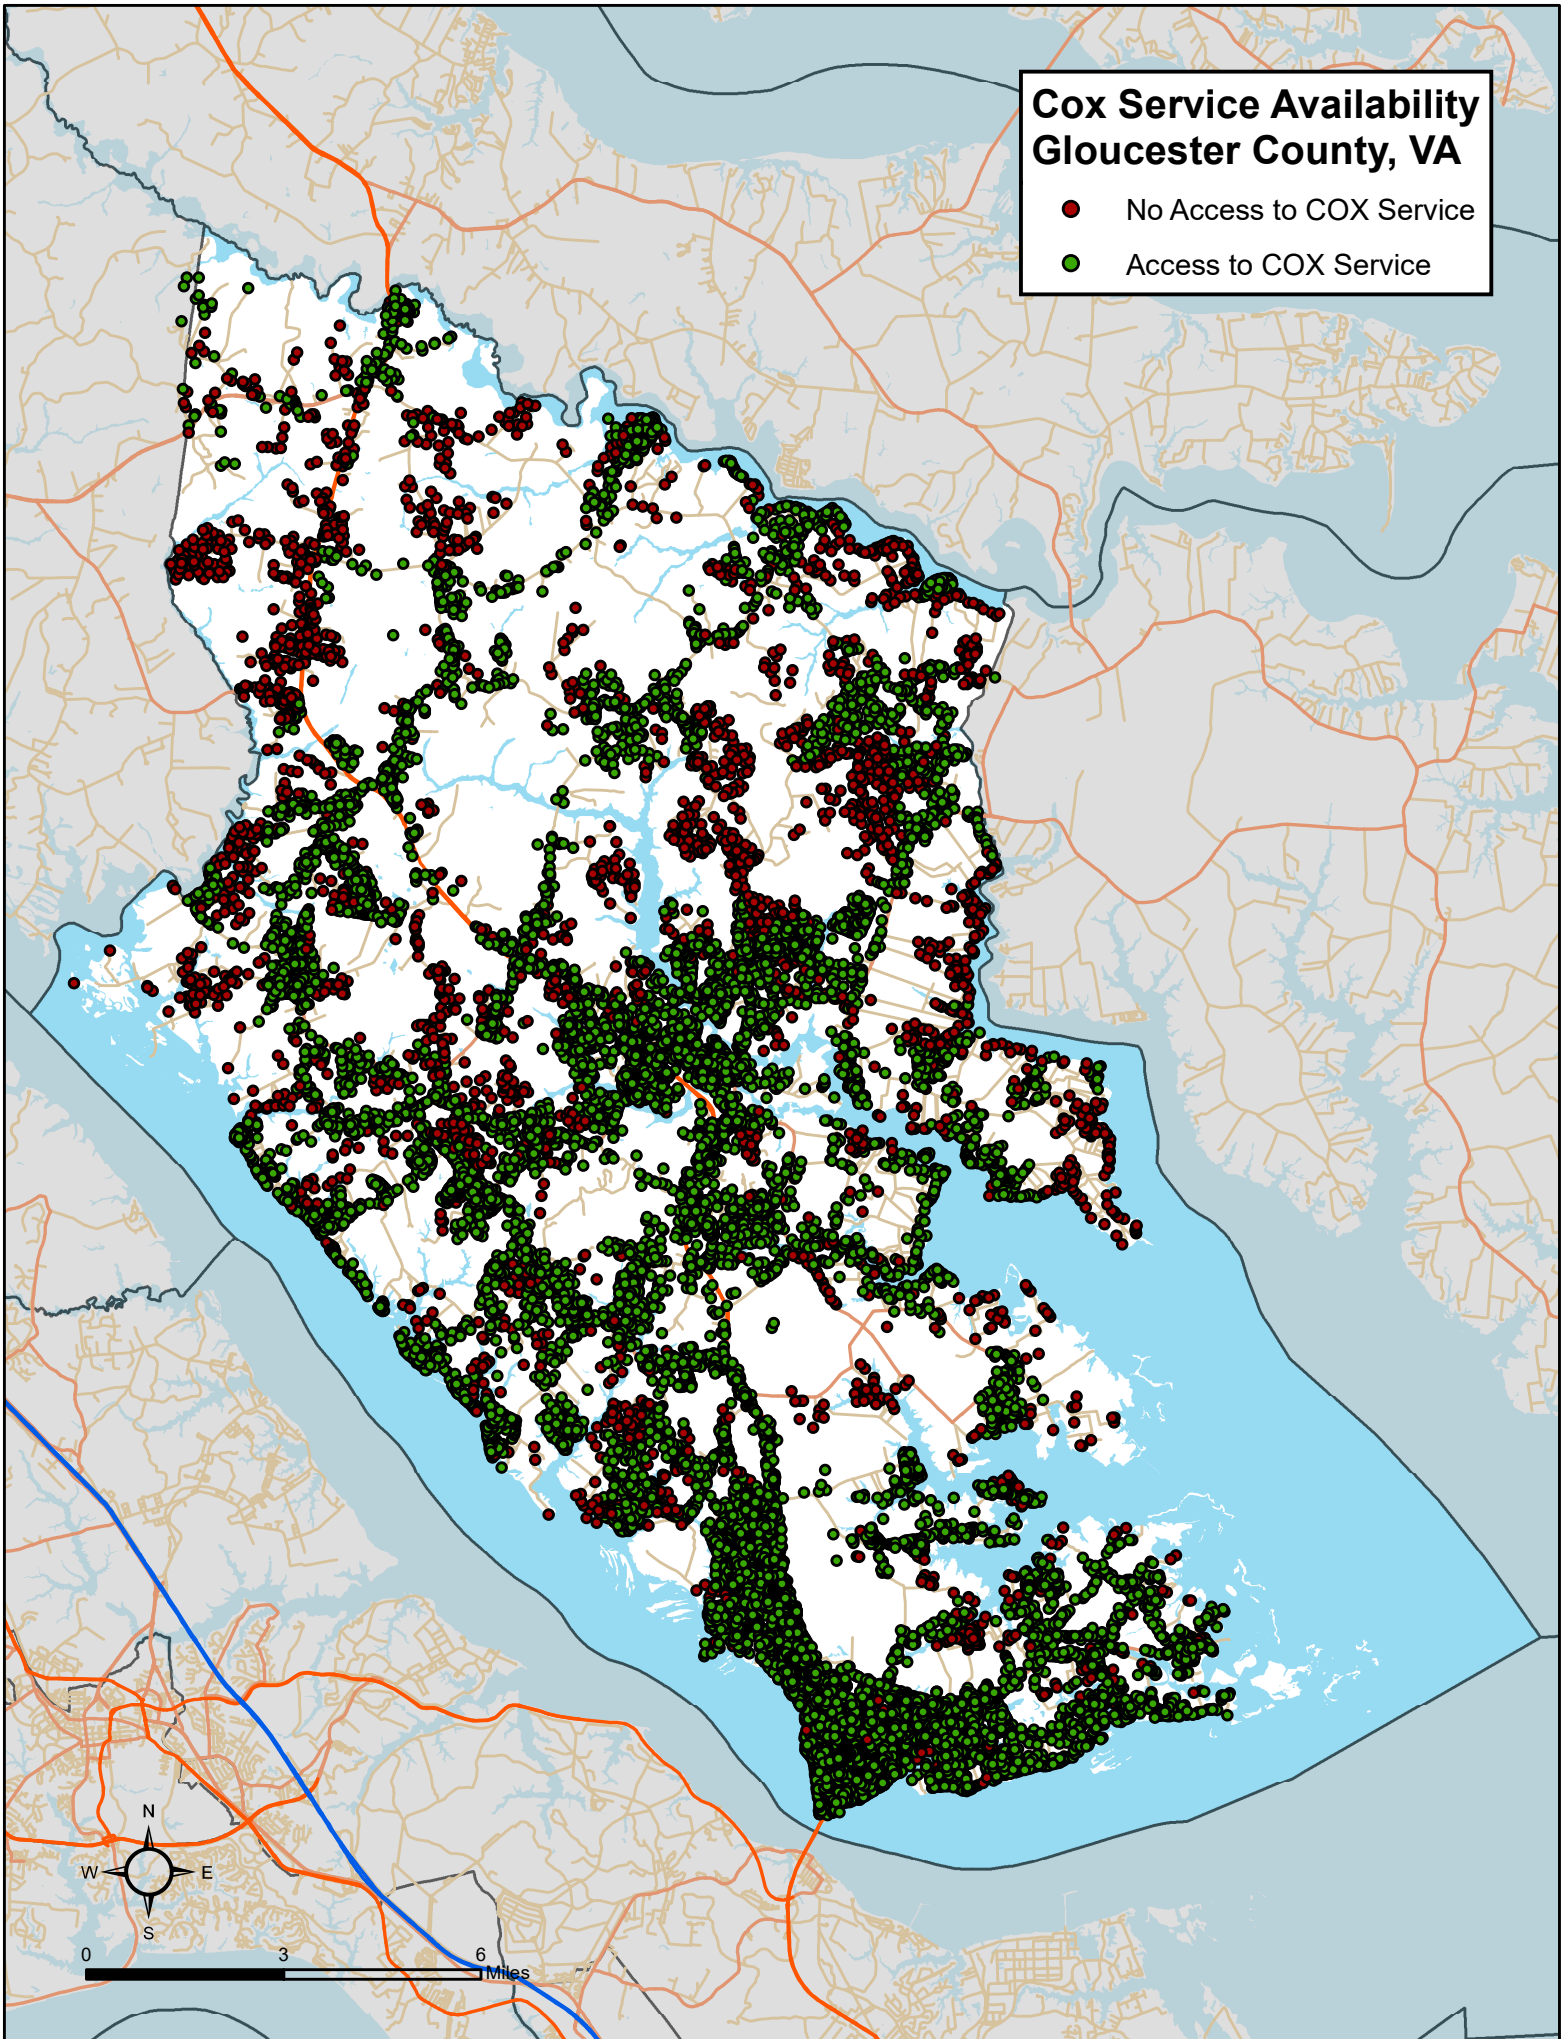 Cox Service Availability
Gloucester County, VA
No Access to COX Service
Access to COX Service
N
W
E
S
0 3 6
Miles